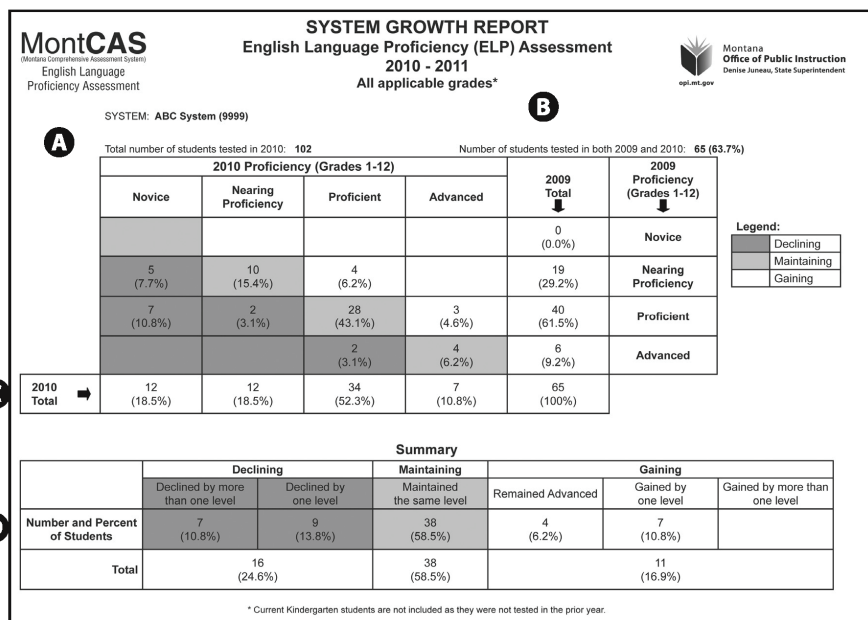 MontCAS
(Montana Comprehensive Assessment System)
English Language
Proficiency Assessment
SYSTEM GROWTH REPORT
English Language Proficiency (ELP) Assessment
2010 - 2011
All applicable grades*
Montana
Office of Public Instruction
Denise Juneau, State Superintendent
opi.mt.gov
SYSTEM: ABC System (9999)
B
A
Total number of students tested in 2010: 102
Number of students tested in both 2009 and 2010: 65 (63.7%)
2010 Proficiency (Grades 1-12)
2009 Total
2009 Proficiency (Grades 1-12)
Novice
Nearing Proficiency
Proficient
Advanced
0 (0.0%)
Novice
5 (7.7%)
10 (15.4%)
4 (6.2%)
19 (29.2%)
Nearing Proficiency
7 (10.8%)
2 (3.1%)
28 (43.1%)
3 (4.6%)
40 (61.5%)
Proficient
2 (3.1%)
4 (6.2%)
6 (9.2%)
Advanced
2010 Total
12 (18.5%)
12 (18.5%)
34 (52.3%)
7 (10.8%)
65 (100%)
Legend:
Declining
Maintaining
Gaining
Summary
Declining
Maintaining
Gaining
Declined by more than one level
Declined by one level
Maintained the same level
Remained Advanced
Gained by one level
Gained by more than one level
Number and Percent of Students
7 (10.8%)
9 (13.8%)
38 (58.5%)
4 (6.2%)
7 (10.8%)
Total
16 (24.6%)
38 (58.5%)
11 (16.9%)
* Current Kindergarten students are not included as they were not tested in the prior year.